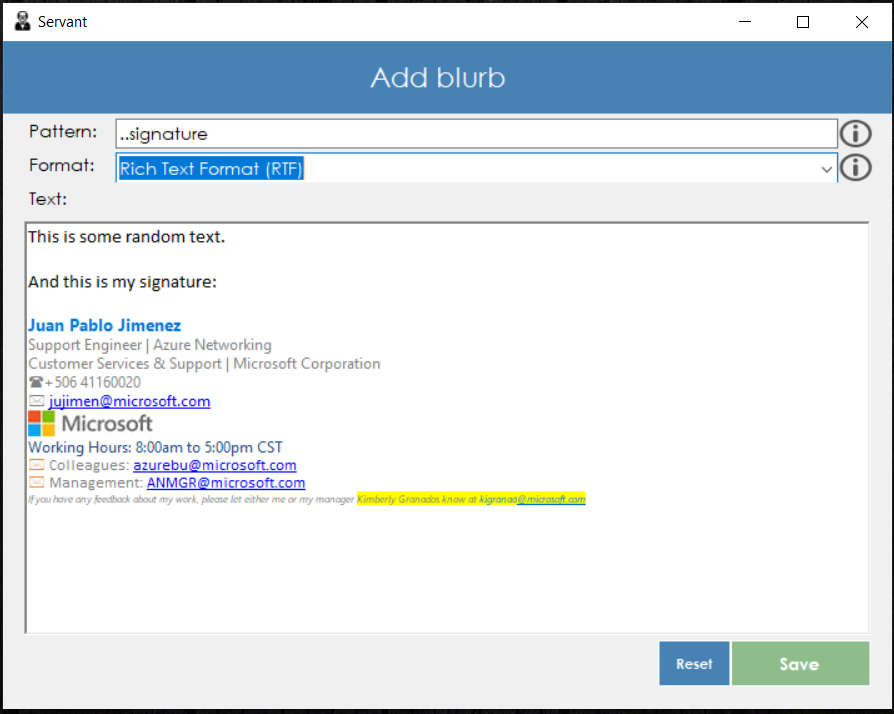 Servant
Add blurb
Pattern: ..signature
Format: Rich Text Format (RTF)
Text:
This is some random text.
And this is my signature:
Juan Pablo Jimenez
Support Engineer | Azure Networking
Customer Services & Support | Microsoft Corporation
☎+506 41160020
✉ jujimen@microsoft.com
Microsoft
Working Hours: 8:00am to 5:00pm CST
✉ Colleagues: azurebu@microsoft.com
✉ Management: ANMGR@microsoft.com
If you have any feedback about my work, please let either me or my manager Kimberly Granados know at kigranaa@microsoft.com
Reset Save